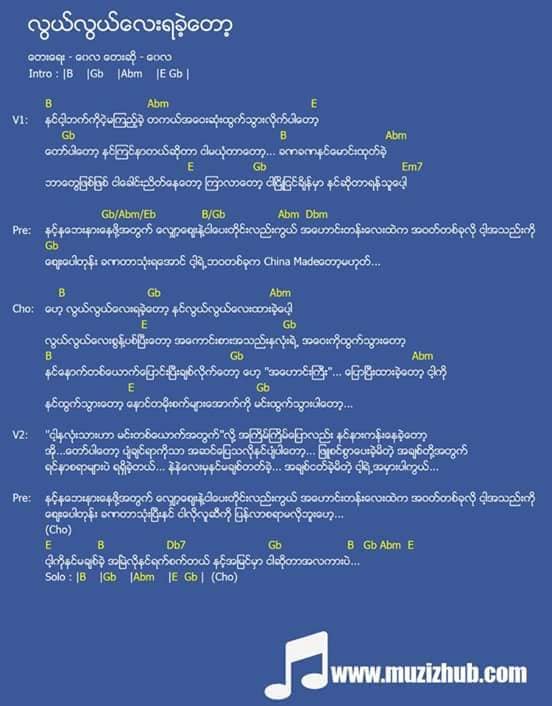 လွယ်လွယ်လေးရခဲ့တော့
တေးရေး - ဝေလ တေးဆို - ဝေလ
Intro : |B |Gb |Abm |E Gb |
B Abm E
V1: နင်ငါ့ဘက်ကိုငဲ့မကြည့်ခဲ့ တကယ်အဝေးဆုံးထွက်သွားလိုက်ပါတော့
Gb B Abm
တော်ပါတော့ နင်ကြင်နာတယ်ဆိုတာ ငါမယုံတာတော့... ခဏခဏနင်မောင်းထုတ်ခဲ့
E Gb Em7
ဘာတွေဖြစ်ဖြစ် ငါခေါင်းညိတ်နေတော့ ကြာလာတော့ ငါငြီးငြင်ချိန်မှာ နင်ဆိုတာရန်သူပေါ့
Gb/Abm/Eb B/Gb Abm Dbm
Pre: နင့်နဘေးနားနေဖို့အတွက် လျှော့ဈေးနဲ့ငါပေးတိုင်းလည်းကွယ် အဟောင်းတန်းလေးထဲက အဝတ်တစ်ခုလို ငါ့အသည်းကို
Gb
ဈေးပေါတုန်း ခဏတာသုံးရအောင် ငါ့ရဲ့ဘဝတစ်ခုက China Madeတော့မဟုတ်...
B Gb Abm
Cho: ဟေ့ လွယ်လွယ်လေးရခဲ့တော့ နင်လွယ်လွယ်လေးထားခဲ့ပေါ့
E Gb
လွယ်လွယ်လေးစွန့်ပစ်ပြီးတော့ အကောင်းစားအသည်းနှလုံးရဲ့ အဝေးကိုထွက်သွားတော့
B Gb Abm
နင်နောက်တစ်ယောက်ပြောင်းပြီးချစ်လိုက်တော့ ဟေ့ "အဟောင်းကြီး"... ပြောပြီးထားခဲ့တော့ ငါ့ကို
E Gb
နင်ထွက်သွားတော့ နောင်တမိုးစက်များအောက်ကို မင်းထွက်သွားပါတော့...
V2: "ငါ့နှလုံးသားဟာ မင်းတစ်ယောက်အတွက်"လို့ အကြိမ်ကြိမ်ပြောလည်း နင်နားကန်းနေခဲ့တော့
အို...တော်ပါတော့ ပျံချင်ရာကိုသာ အဆင်ပြေသလိုနင်ပျံပါတော့... ဖြူစင်စွာပေးခဲ့မိတဲ့ အချစ်တို့အတွက်
ရင်နာစရာများပဲ ရရှိခဲ့တယ်... နဲနဲလေးမှနင်မချစ်တတ်ခဲ့... အချစ်ငတ်ခဲ့မိတဲ့ ငါ့ရဲ့အမှားပါကွယ်...
Pre: နင့်နဘေးနားနေဖို့အတွက် လျှော့ဈေးနဲ့ငါပေးတိုင်းလည်းကွယ် အဟောင်းတန်းလေးထဲက အဝတ်တစ်ခုလို ငါ့အသည်းကို
ဈေးပေါတုန်း ခဏတာသုံးပြီးနင် ငါလိုလူဆီကို ပြန်လာစရာမလိုဘူးဟေ့...
(Cho)
E B Db7 Gb B Gb Abm E
ငါ့ကိုနင်မချစ်ခဲ့ အမြဲလိုနင်ရက်စက်တယ် နင့်အမြင်မှာ ငါဆိုတာအလကားပဲ...
Solo : |B |Gb |Abm |E Gb | (Cho)
www.muzizhub.com